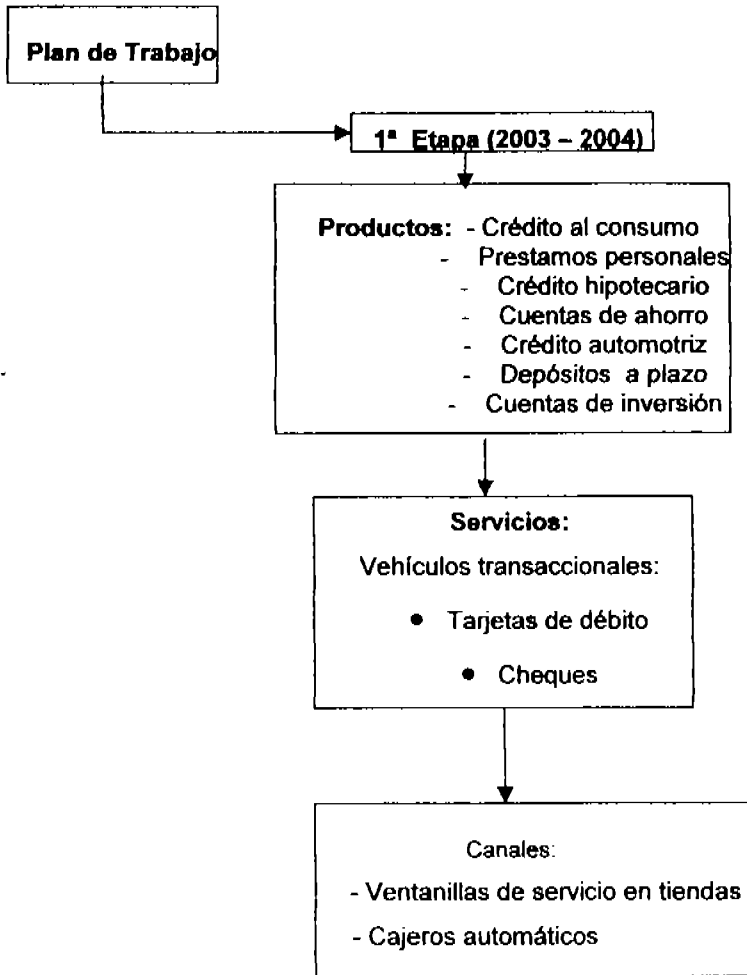 Plan de Trabajo
1ª Etapa (2003 – 2004)
Productos: - Crédito al consumo
- Prestamos personales
- Crédito hipotecario
- Cuentas de ahorro
- Crédito automotriz
- Depósitos a plazo
- Cuentas de inversión
Servicios:
Vehículos transaccionales:
• Tarjetas de débito
• Cheques
Canales:
- Ventanillas de servicio en tiendas
- Cajeros automáticos